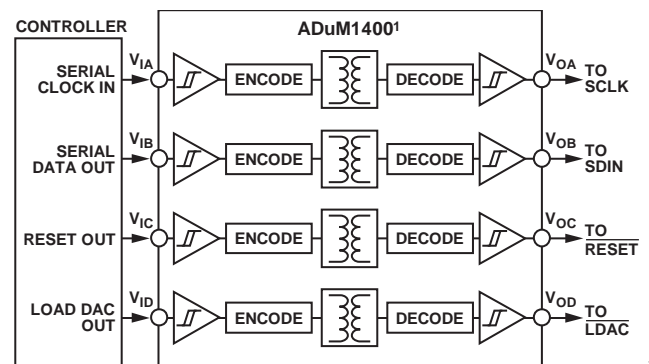 CONTROLLER
ADuM1400¹
SERIAL
CLOCK IN
V_IA
ENCODE
DECODE
V_OA
TO
SCLK
SERIAL
DATA OUT
V_IB
ENCODE
DECODE
V_OB
TO
SDIN
RESET OUT
V_IC
ENCODE
DECODE
V_OC
TO
RESET
LOAD DAC
OUT
V_ID
ENCODE
DECODE
V_OD
TO
LDAC